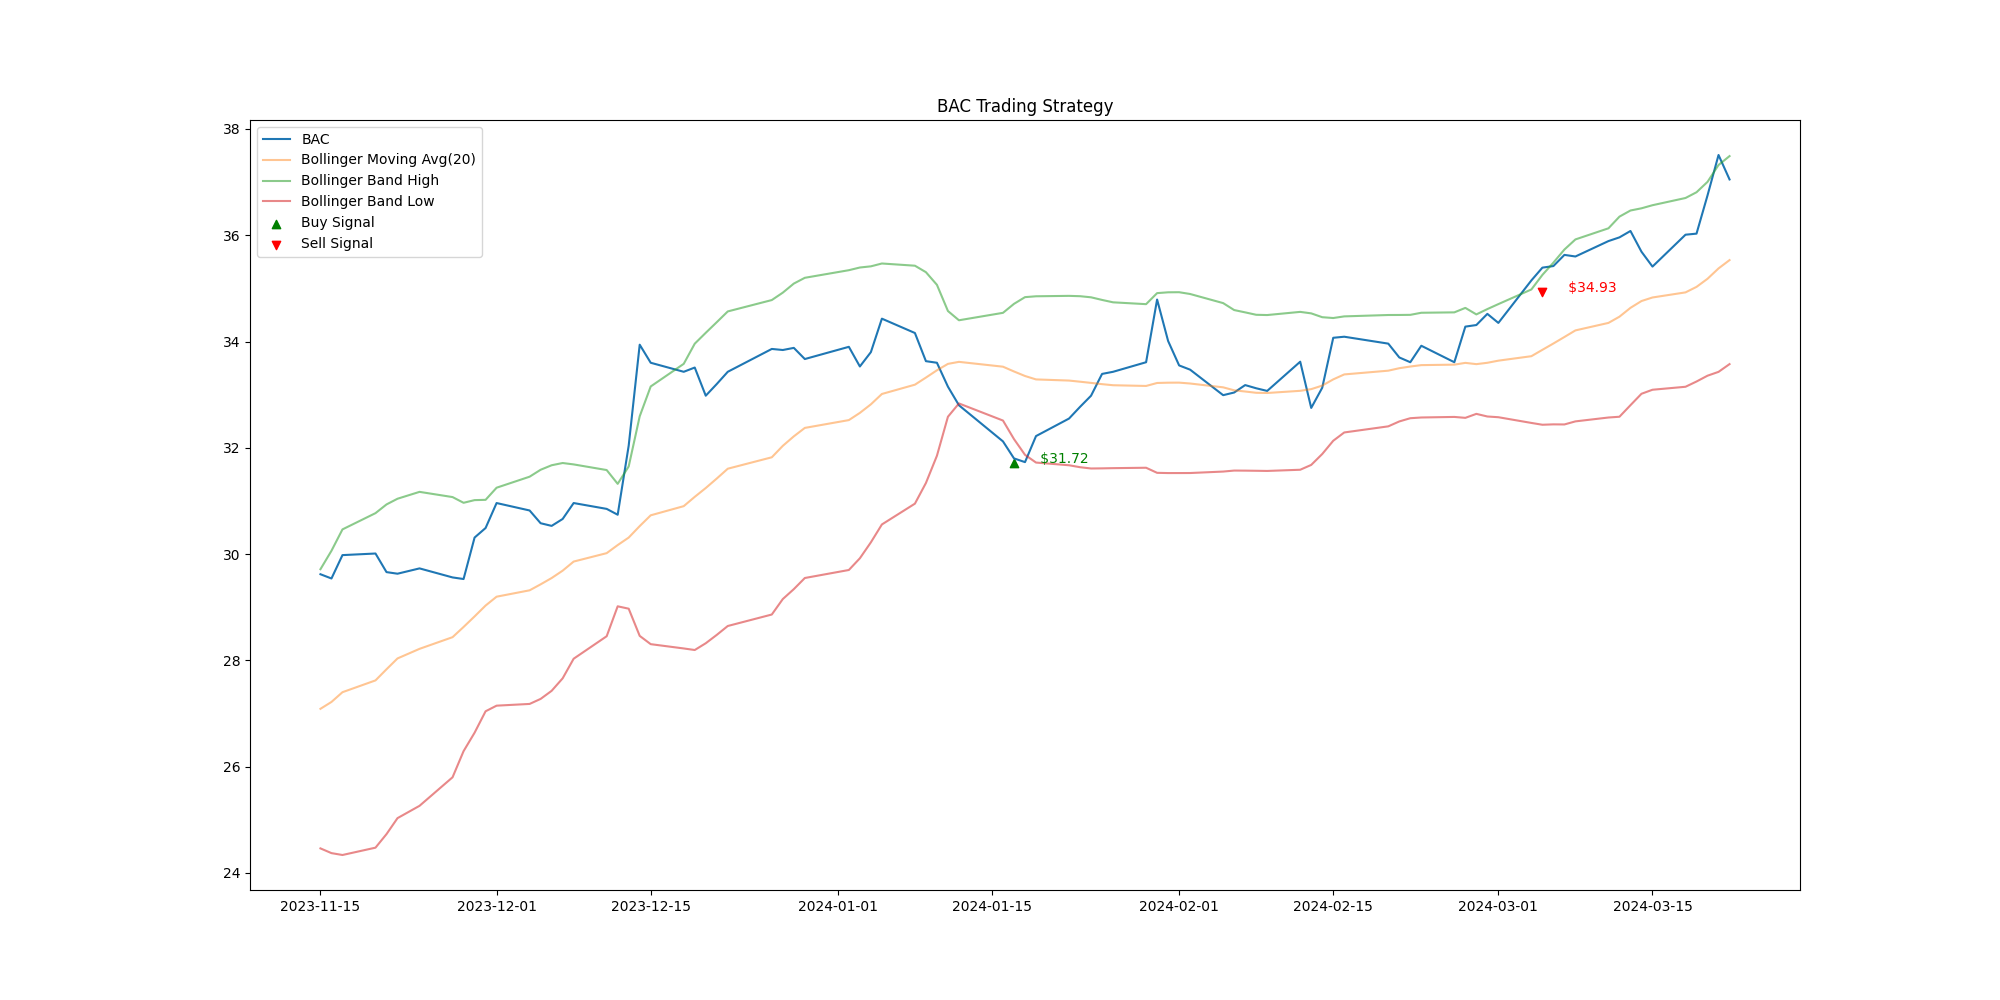 BAC Trading Strategy
38
36
34
32
30
28
26
24
BAC
Bollinger Moving Avg(20)
Bollinger Band High
Bollinger Band Low
Buy Signal
Sell Signal
$34.93
$31.72
2023-11-15 2023-12-01 2023-12-15 2024-01-01 2024-01-15 2024-02-01 2024-02-15 2024-03-01 2024-03-15